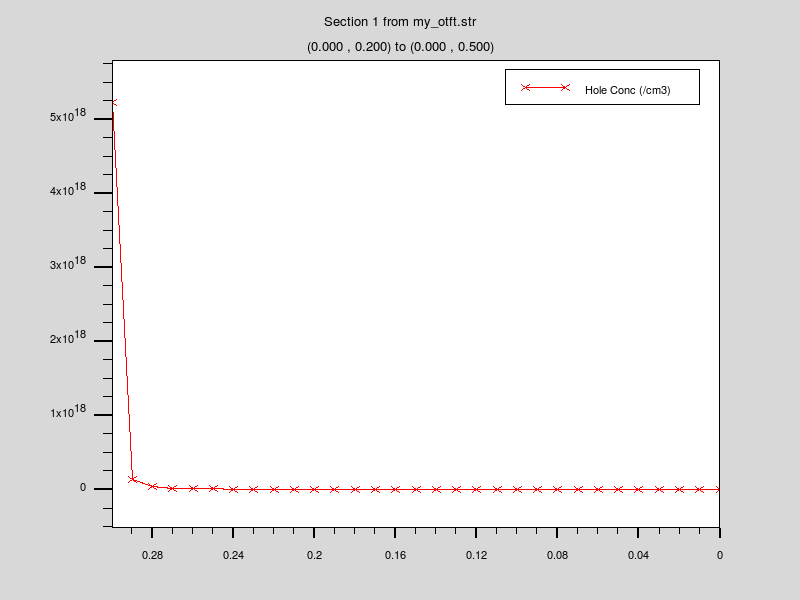 Section 1 from my_otft.str
(0.000 , 0.200) to (0.000 , 0.500)
Hole Conc (/cm3)
5x10^18
4x10^18
3x10^18
2x10^18
1x10^18
0
0.28 0.24 0.2 0.16 0.12 0.08 0.04 0